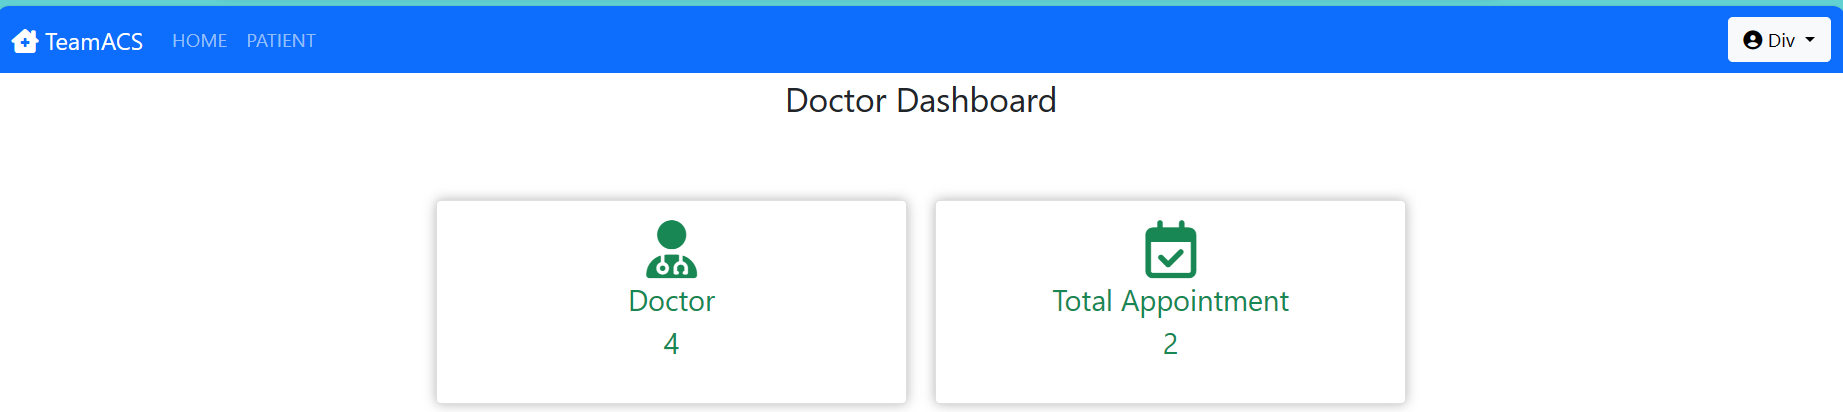 TeamACS HOME PATIENT Div
Doctor Dashboard
Doctor
4
Total Appointment
2